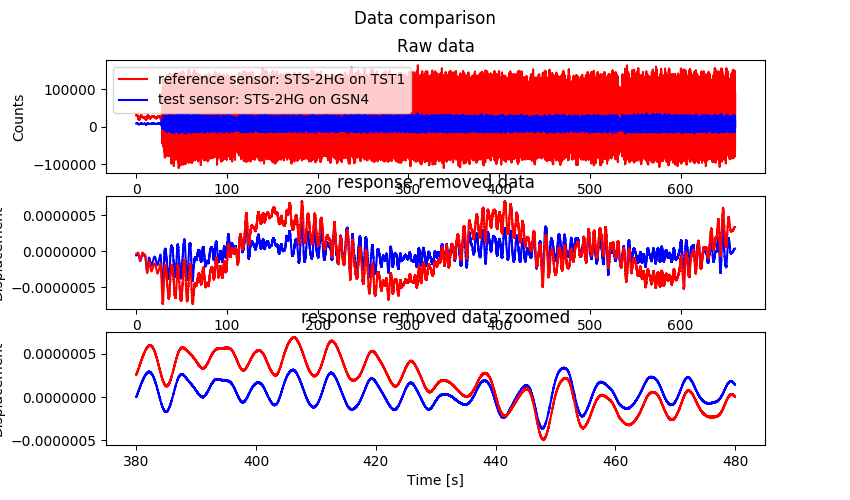 Data comparison
Raw data
reference sensor: STS-2HG on TST1
test sensor: STS-2HG on GSN4
Counts
100000
0
−100000
0 100 200 300 400 500 600
response removed data
0.0000005
0.0000000
−0.0000005
0 100 200 300 400 500 600
response removed data zoomed
Displacement
0.0000005
0.0000000
−0.0000005
380 400 420 440 460 480
Time [s]